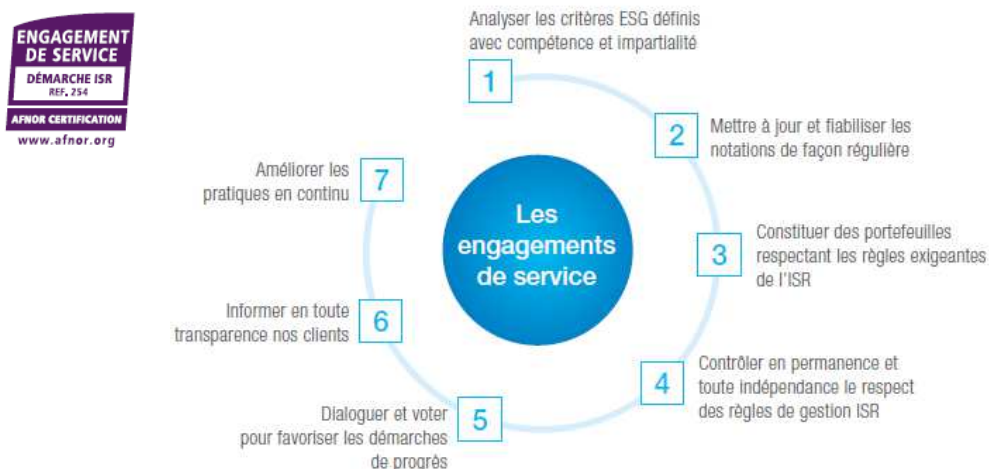 ENGAGEMENT
DE SERVICE
DÉMARCHE ISR
REF. 254
AFNOR CERTIFICATION
www.afnor.org
Analyser les critères ESG définis
avec compétence et impartialité
1
2
Mettre à jour et fiabiliser les
notations de façon régulière
3
Constituer des portefeuilles
respectant les règles exigeantes
de l'ISR
4
Contrôler en permanence et
toute indépendance le respect
des règles de gestion ISR
5
Dialoguer et voter
pour favoriser les démarches
de progrès
6
Informer en toute
transparence nos clients
7
Améliorer les
pratiques en continu
Les
engagements
de service